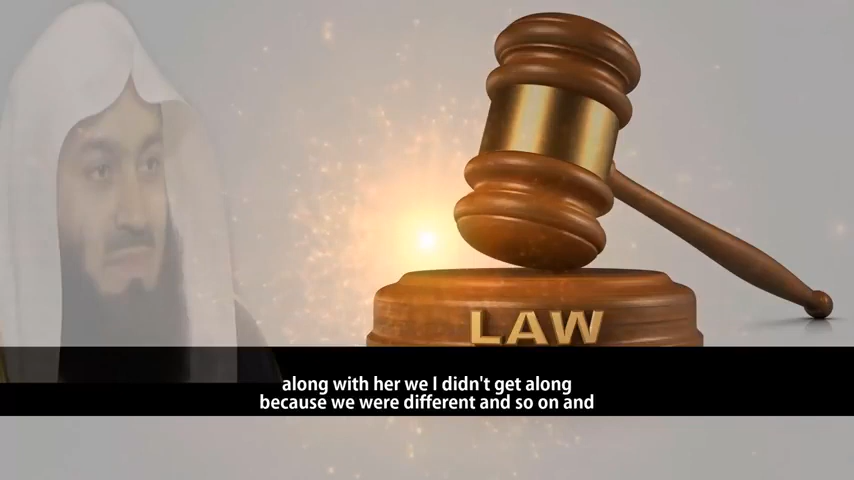 LAW
along with her we I didn't get along
because we were different and so on and